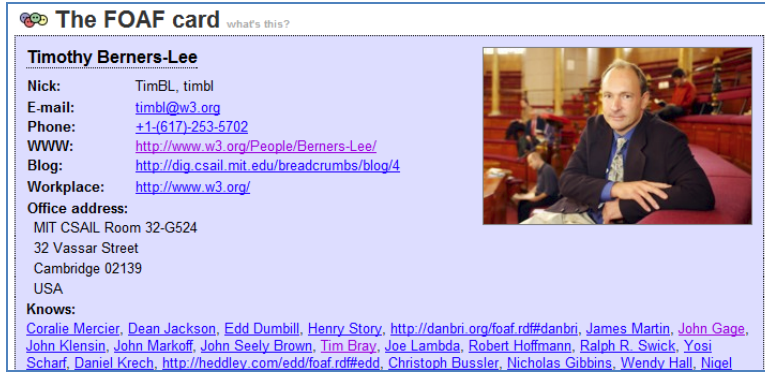 The FOAF card what's this?
Timothy Berners-Lee
Nick: TimBL, timbl
E-mail: timbl@w3.org
Phone: +1-(617)-253-5702
WWW: http://www.w3.org/People/Berners-Lee/
Blog: http://dig.csail.mit.edu/breadcrumbs/blog/4
Workplace: http://www.w3.org/
Office address:
MIT CSAIL Room 32-G524
32 Vassar Street
Cambridge 02139
USA
Knows:
Coralie Mercier, Dean Jackson, Edd Dumbill, Henry Story, http://danbri.org/foaf.rdf#danbri, James Martin, John Gage,
John Klensin, John Markoff, John Seely Brown, Tim Bray, Joe Lambda, Robert Hoffmann, Ralph R. Swick, Yosi
Scharf, Daniel Krech, http://heddley.com/edd/foaf.rdf#edd, Christoph Bussler, Nicholas Gibbins, Wendy Hall, Nigel